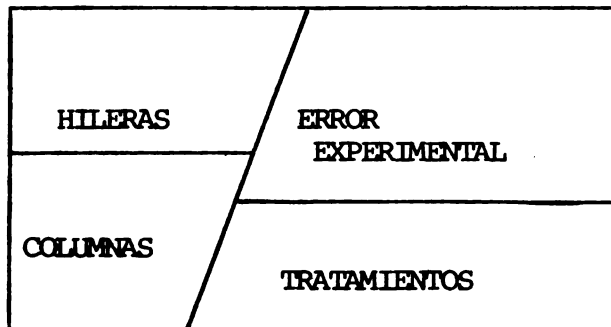 HILERAS
ERROR
EXPERIMENTAL
COLUMNAS
TRATAMIENTOS